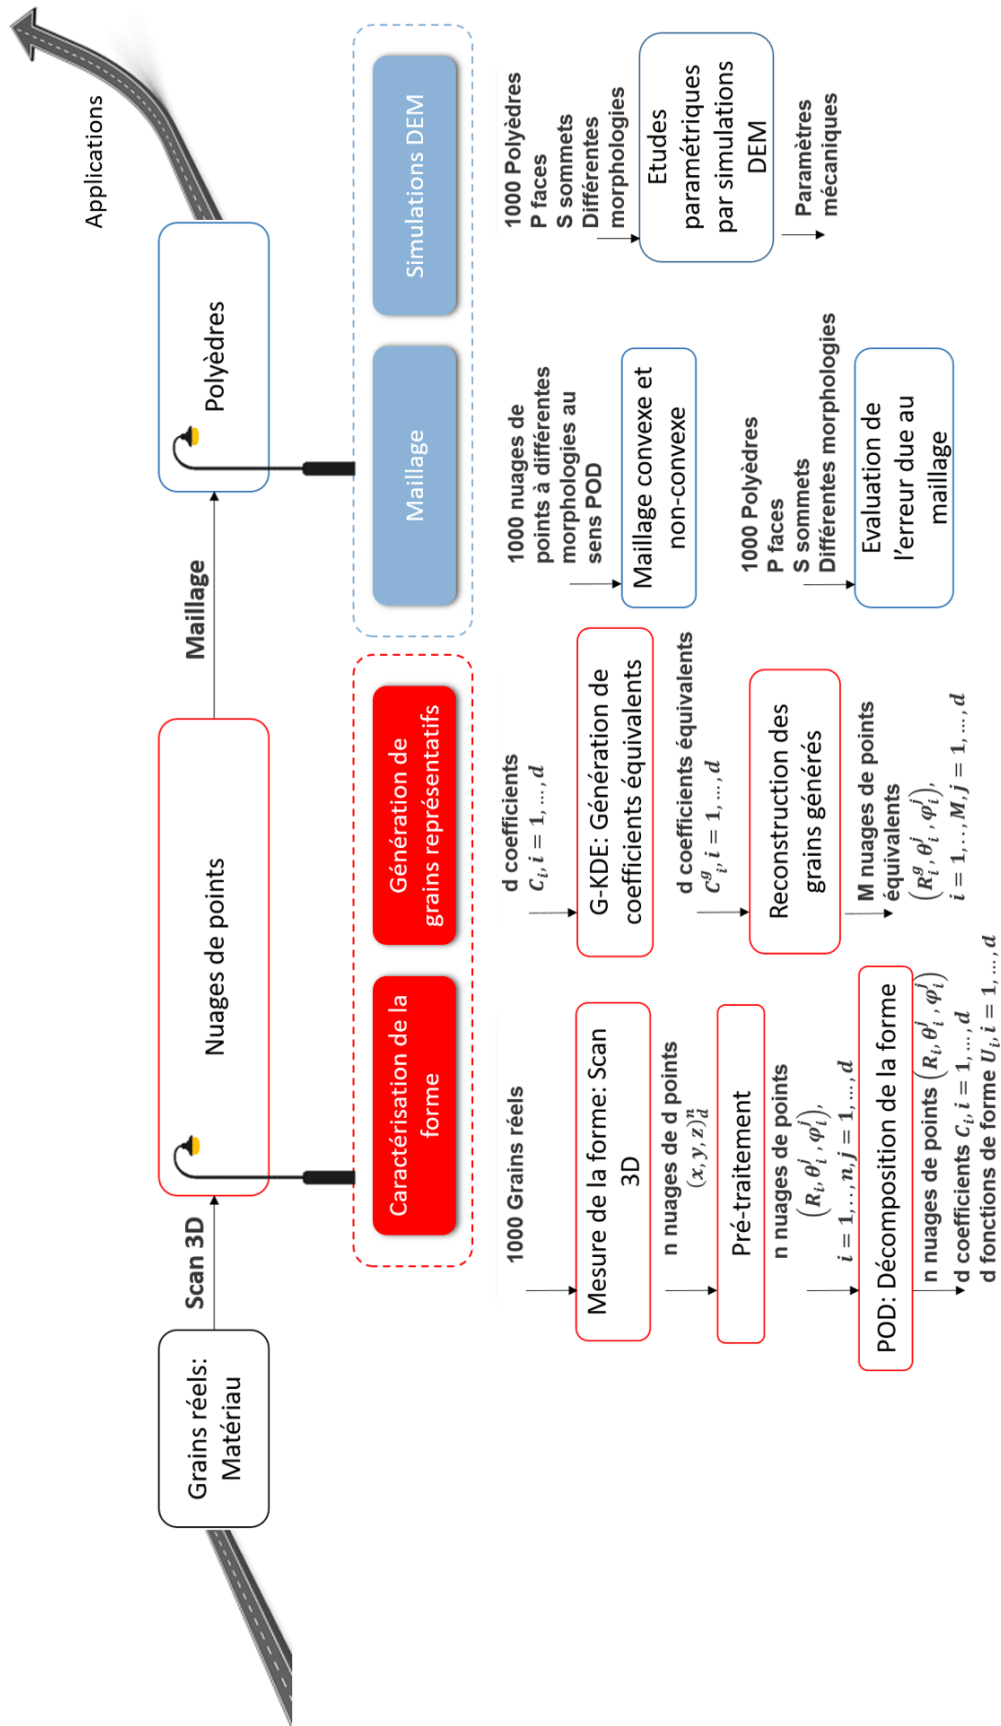 Grains réels:
Matériau
Scan 3D
Nuages de points
Maillage
Polyèdres
Applications
Caractérisation de la
forme
Génération de
grains représentatifs
Maillage
Simulations DEM
1000 Grains réels
Mesure de la forme: Scan
3D
n nuages de d points
(x, y, z)ⁿ_d
Pré-traitement
n nuages de points
(R_i, θ_i^j, φ_i^j),
i = 1, .., n, j = 1, ..., d
POD: Décomposition de la forme
n nuages de points (R_i, θ_i^j, φ_i^j)
d coefficients C_i, i = 1, ..., d
d fonctions de forme U_i, i = 1, ..., d
d coefficients
C_i, i = 1, ..., d
G-KDE: Génération de
coefficients équivalents
d coefficients équivalents
C^g_i, i = 1, ..., d
Reconstruction des
grains générés
M nuages de points
équivalents
(R_i^g, θ_i^j, φ_i^j),
i = 1, .., M, j = 1, ..., d
1000 nuages de
points à différentes
morphologies au
sens POD
Maillage convexe et
non-convexe
1000 Polyèdres
P faces
S sommets
Différentes morphologies
Evaluation de
l'erreur due au
maillage
1000 Polyèdres
P faces
S sommets
Différentes
morphologies
Etudes
paramétriques
par simulations
DEM
Paramètres
mécaniques